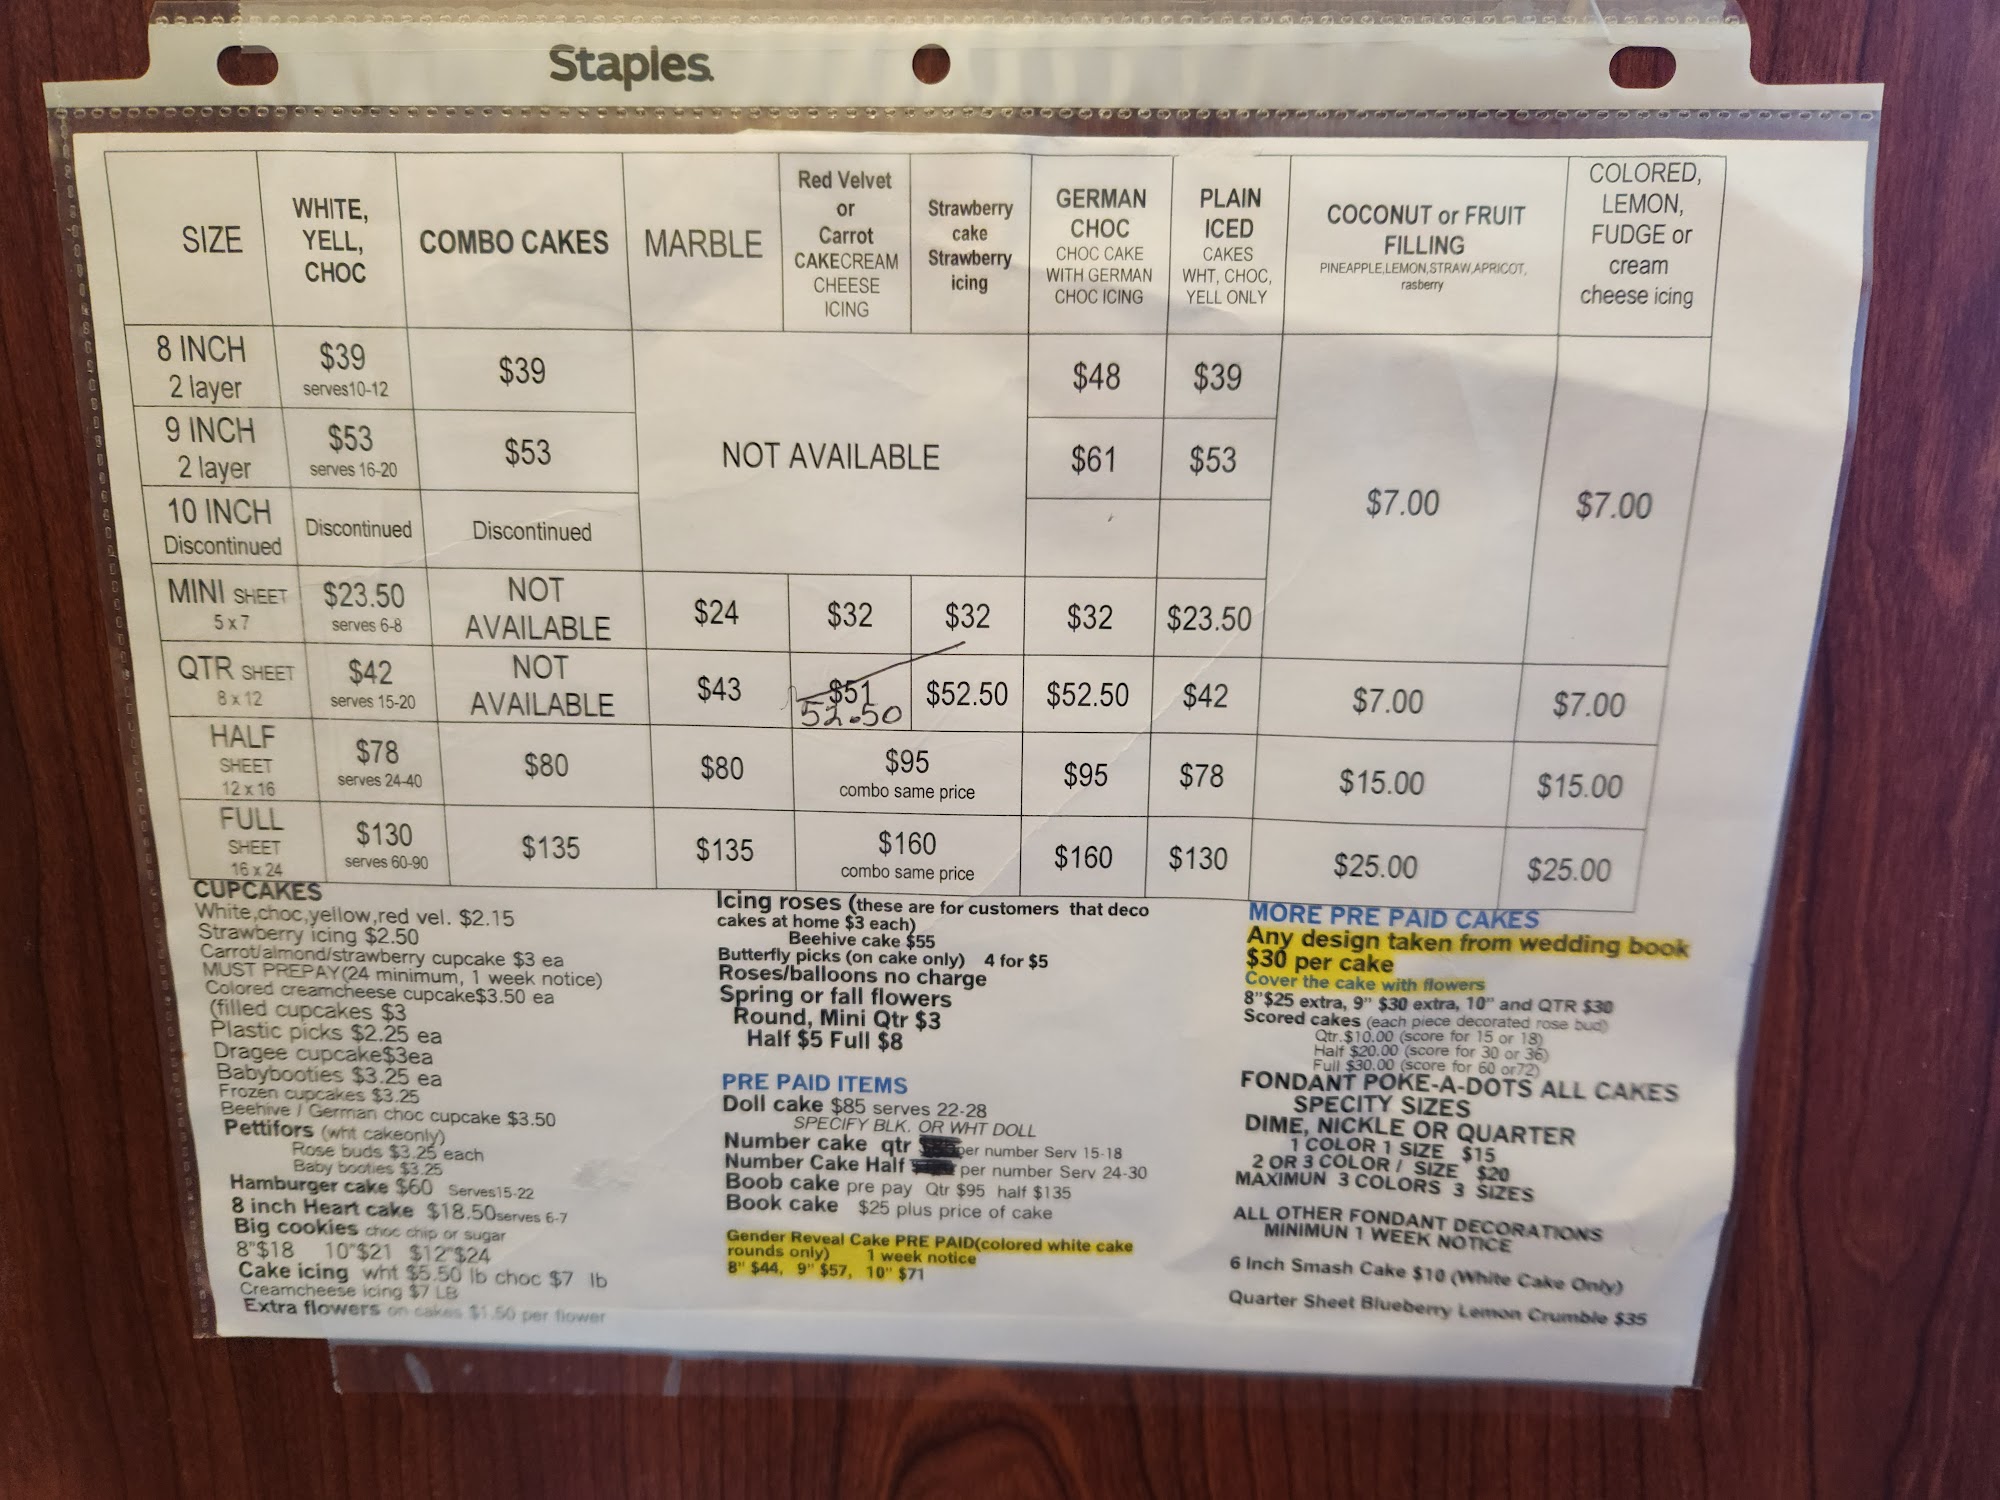 Staples
SIZE
WHITE,
YELL,
CHOC
COMBO CAKES
MARBLE
Red Velvet
or
Carrot
CAKECREAM
CHEESE
ICING
Strawberry
cake
Strawberry
icing
GERMAN
CHOC
CHOC CAKE
WITH GERMAN
CHOC ICING
PLAIN
ICED
CAKES
WHT, CHOC,
YELL ONLY
COCONUT or FRUIT
FILLING
PINEAPPLE,LEMON,STRAW,APRICOT,
rasberry
COLORED,
LEMON,
FUDGE or
cream
cheese icing
8 INCH
2 layer
$39
serves10-12
$39
NOT AVAILABLE
$48
$39
$7.00
$7.00
9 INCH
2 layer
$53
serves 16-20
$53
$61
$53
10 INCH
Discontinued
Discontinued
Discontinued
MINI SHEET
5 x 7
$23.50
serves 6-8
NOT
AVAILABLE
$24
$32
$32
$32
$23.50
QTR SHEET
8 x 12
$42
serves 15-20
NOT
AVAILABLE
$43
$51
52.50
$52.50
$52.50
$42
$7.00
$7.00
HALF
SHEET
12 x 16
$78
serves 24-40
$80
$80
$95
combo same price
$95
$78
$15.00
$15.00
FULL
SHEET
16 x 24
$130
serves 60-90
$135
$135
$160
combo same price
$160
$130
$25.00
$25.00
CUPCAKES
White,choc,yellow,red vel. $2.15
Strawberry icing $2.50
Carrot/almond/strawberry cupcake $3 ea
MUST PREPAY(24 minimum, 1 week notice)
Colored creamcheese cupcake$3.50 ea
(filled cupcakes $3
Plastic picks $2.25 ea
Dragee cupcake$3ea
Babybooties $3.25 ea
Frozen cupcakes $3.25
Beehive / German choc cupcake $3.50
Pettifors (wht cakeonly)
Rose buds $3.25 each
Baby booties $3.25
Hamburger cake $60 Serves15-22
8 inch Heart cake $18.50serves 6-7
Big cookies choc chip or sugar
8"$18 10"$21 $12"$24
Cake icing wht $5.50 lb choc $7 lb
Creamcheese icing $7 LB
Extra flowers on cakes $1.50 per flower
Icing roses (these are for customers that deco
cakes at home $3 each)
Beehive cake $55
Butterfly picks (on cake only) 4 for $5
Roses/balloons no charge
Spring or fall flowers
Round, Mini Qtr $3
Half $5 Full $8
PRE PAID ITEMS
Doll cake $85 serves 22-28
SPECIFY BLK. OR WHT DOLL
Number cake qtr per number Serv 15-18
Number Cake Half per number Serv 24-30
Boob cake pre pay Qtr $95 half $135
Book cake $25 plus price of cake
Gender Reveal Cake PRE PAID(colored white cake
rounds only) 1 week notice
8" $44, 9" $57, 10" $71
MORE PRE PAID CAKES
Any design taken from wedding book
$30 per cake
Cover the cake with flowers
8"$25 extra, 9" $30 extra, 10" and QTR $30
Scored cakes (each piece decorated rose bud)
Qtr.$10.00 (score for 15 or 18)
Half $20.00 (score for 30 or 36)
Full $30.00 (score for 60 or72)
FONDANT POKE-A-DOTS ALL CAKES
SPECITY SIZES
DIME, NICKLE OR QUARTER
1 COLOR 1 SIZE $15
2 OR 3 COLOR / SIZE $20
MAXIMUN 3 COLORS 3 SIZES
ALL OTHER FONDANT DECORATIONS
MINIMUN 1 WEEK NOTICE
6 Inch Smash Cake $10 (White Cake Only)
Quarter Sheet Blueberry Lemon Crumble $35